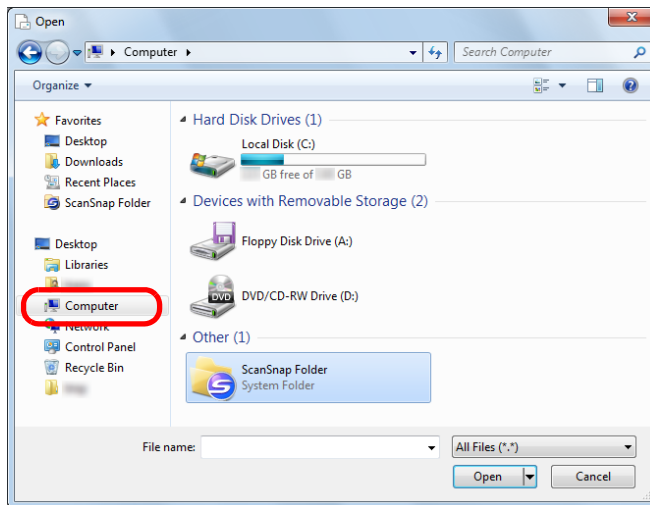 Open
Computer
Search Computer
Organize
Favorites
Desktop
Downloads
Recent Places
ScanSnap Folder
Desktop
Libraries
Computer
Network
Control Panel
Recycle Bin
Hard Disk Drives (1)
Local Disk (C:)
GB free of GB
Devices with Removable Storage (2)
Floppy Disk Drive (A:)
DVD
DVD/CD-RW Drive (D:)
Other (1)
ScanSnap Folder
System Folder
File name:
All Files (*.*)
Open
Cancel